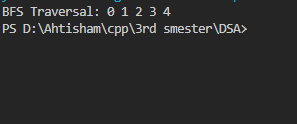 BFS Traversal: 0 1 2 3 4
PS D:\Ahtisham\cpp\3rd smester\DSA>